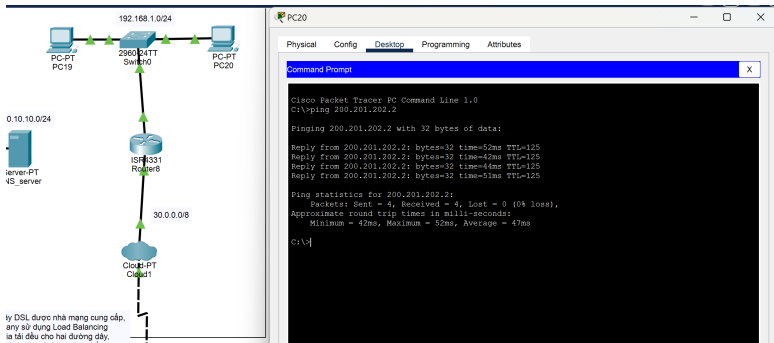 192.168.1.0/24
PC-PT
PC19
2960-24TT
Switch0
PC-PT
PC20
0.10.10.0/24
erver-PT
NS_server
ISR4331
Router8
30.0.0.0/8
Cloud-PT
Cloud1
ây DSL được nhà mạng cung cấp,
any sử dụng Load Balancing
ia tải đều cho hai đường dây,
PC20
Physical Config Desktop Programming Attributes
Command Prompt
X
Cisco Packet Tracer PC Command Line 1.0
C:\>ping 200.201.202.2
Pinging 200.201.202.2 with 32 bytes of data:
Reply from 200.201.202.2: bytes=32 time=52ms TTL=125
Reply from 200.201.202.2: bytes=32 time=42ms TTL=125
Reply from 200.201.202.2: bytes=32 time=44ms TTL=125
Reply from 200.201.202.2: bytes=32 time=51ms TTL=125
Ping statistics for 200.201.202.2:
Packets: Sent = 4, Received = 4, Lost = 0 (0% loss),
Approximate round trip times in milli-seconds:
Minimum = 42ms, Maximum = 52ms, Average = 47ms
C:\>